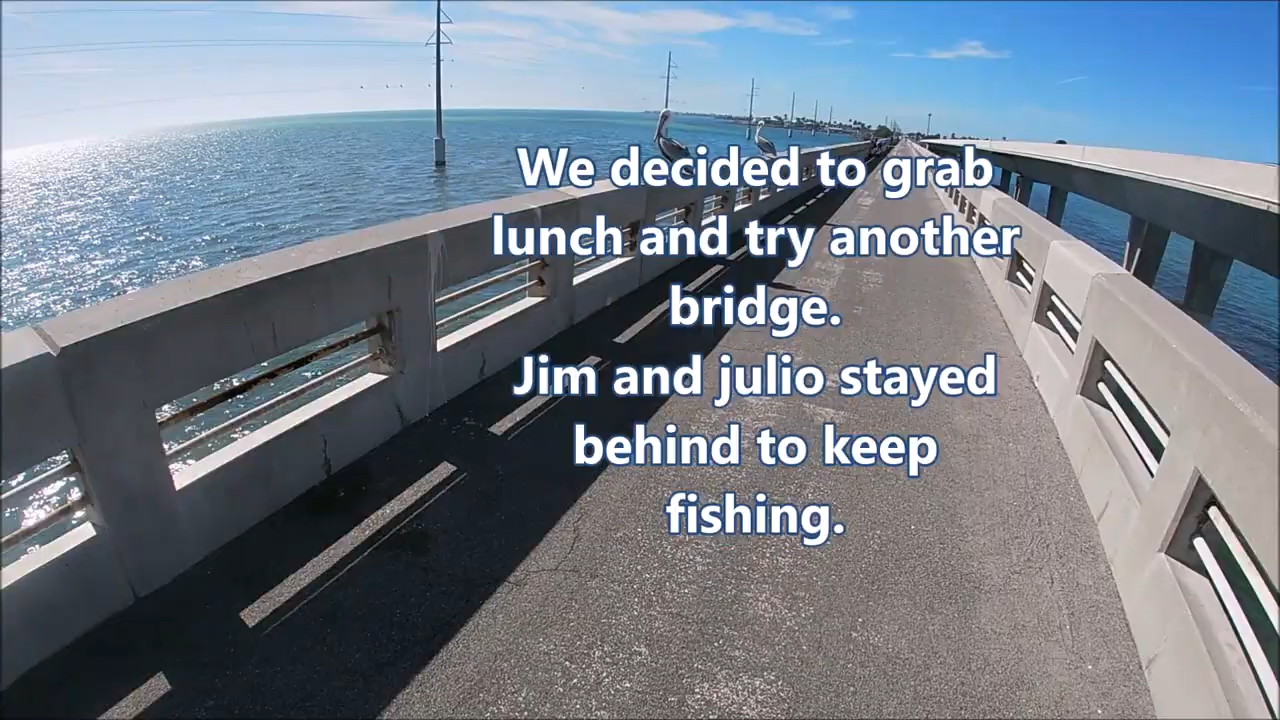 We decided to grab
lunch and try another
bridge.
Jim and julio stayed
behind to keep
fishing.